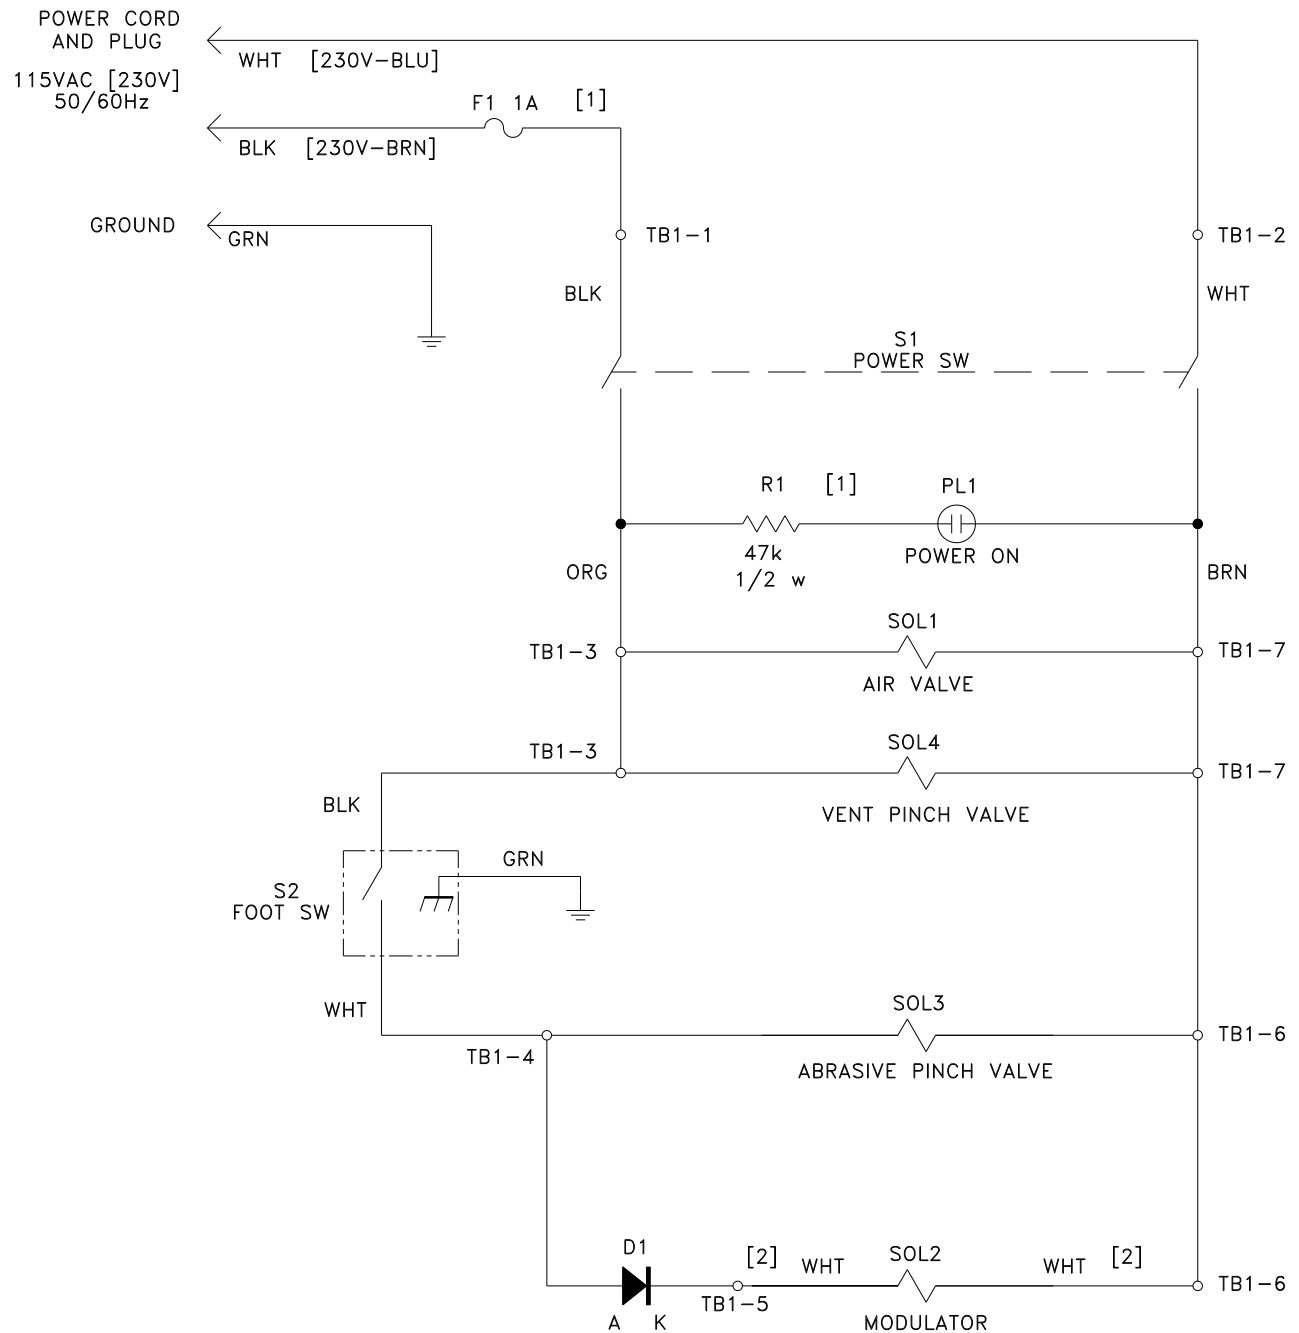 POWER CORD
AND PLUG
WHT [230V-BLU]
115VAC [230V]
50/60Hz
F1 1A [1]
BLK [230V-BRN]
GROUND
GRN
TB1-1
TB1-2
BLK
WHT
S1
POWER SW
R1 [1] PL1
47k
1/2 w
POWER ON
ORG
BRN
SOL1
TB1-3
TB1-7
AIR VALVE
SOL4
TB1-3
TB1-7
BLK
VENT PINCH VALVE
GRN
S2
FOOT SW
WHT
SOL3
TB1-4
TB1-6
ABRASIVE PINCH VALVE
D1
[2]
WHT
SOL2
WHT
[2]
TB1-5
TB1-6
A K
MODULATOR